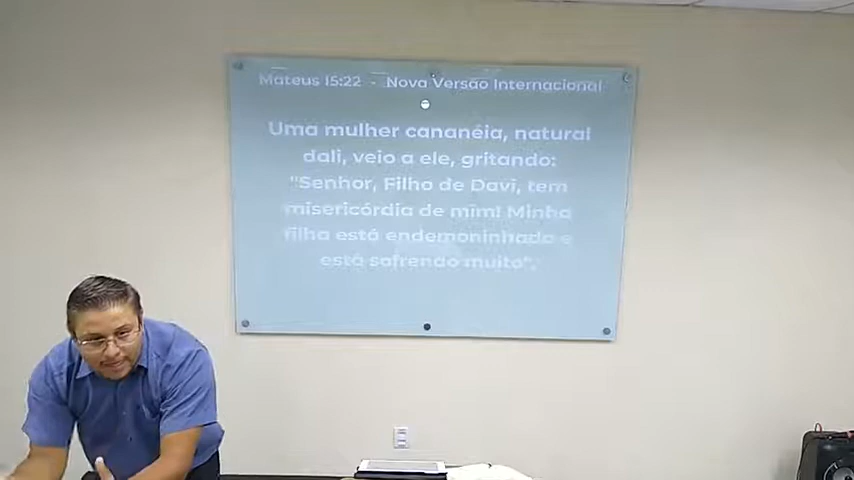 Mateus 15:22 - Nova Versão Internacional
Uma mulher cananéia, natural
dali, veio a ele, gritando:
"Senhor, Filho de Davi, tem
misericórdia de mim! Minha
filha está endemoninhada e
está sofrendo muito".